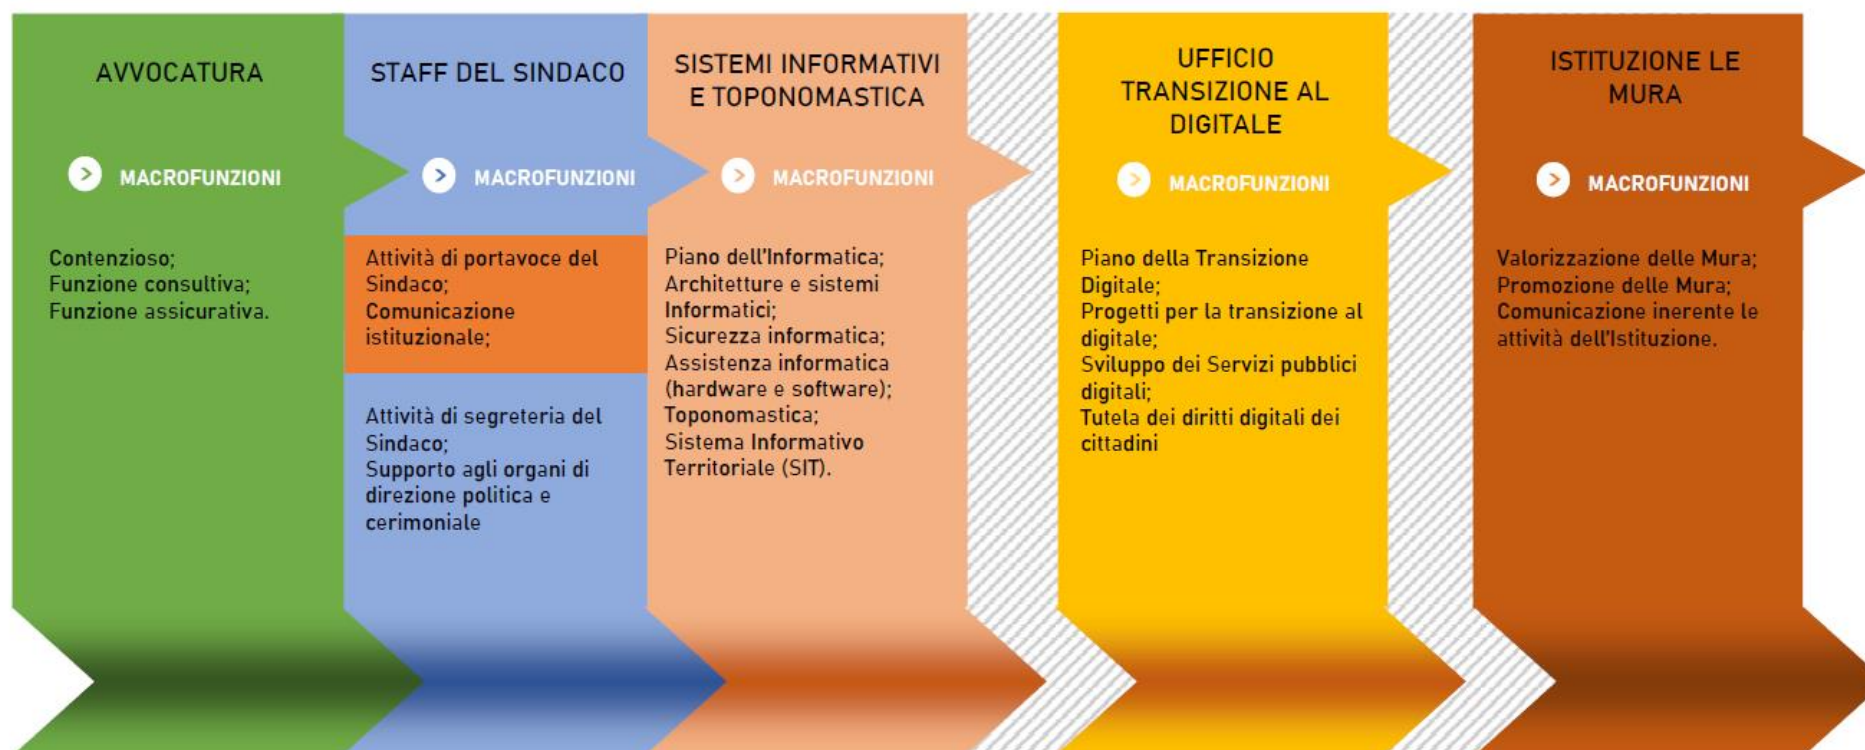 AVVOCATURA
MACROFUNZIONI
Contenzioso;
Funzione consultiva;
Funzione assicurativa.
STAFF DEL SINDACO
MACROFUNZIONI
Attività di portavoce del
Sindaco;
Comunicazione
istituzionale;
Attività di segreteria del
Sindaco;
Supporto agli organi di
direzione politica e
cerimoniale
SISTEMI INFORMATIVI
E TOPONOMASTICA
MACROFUNZIONI
Piano dell'Informatica;
Architetture e sistemi
Informatici;
Sicurezza informatica;
Assistenza informatica
(hardware e software);
Toponomastica;
Sistema Informativo
Territoriale (SIT).
UFFICIO
TRANSIZIONE AL
DIGITALE
MACROFUNZIONI
Piano della Transizione
Digitale;
Progetti per la transizione al
digitale;
Sviluppo dei Servizi pubblici
digitali;
Tutela dei diritti digitali dei
cittadini
ISTITUZIONE LE
MURA
MACROFUNZIONI
Valorizzazione delle Mura;
Promozione delle Mura;
Comunicazione inerente le
attività dell'Istituzione.